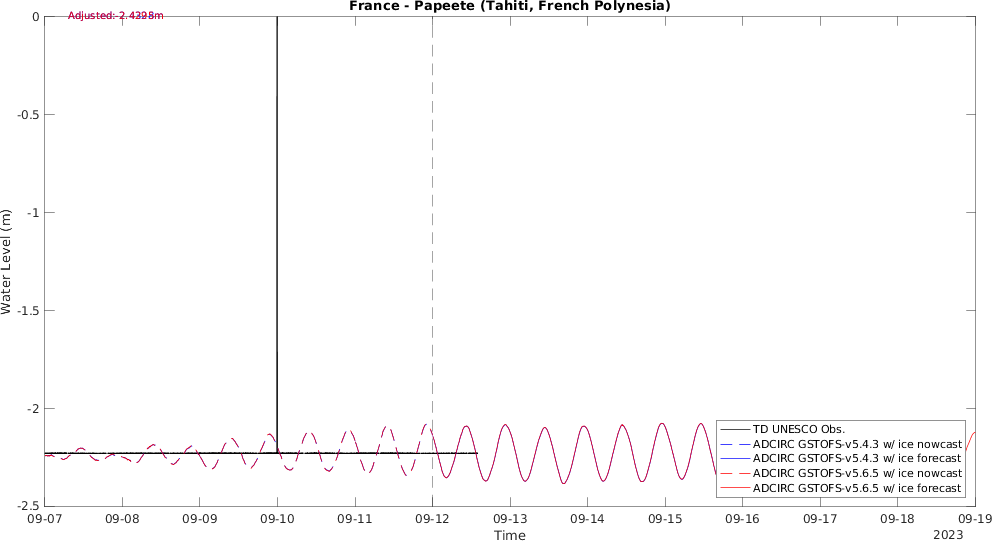 France - Papeete (Tahiti, French Polynesia)
Adjusted:
0
-0.5
-1
-1.5
-2
-2.5
Water Level (m)
TD UNESCO Obs.
ADCIRC GSTOFS-v5.4.3 w/ ice nowcast
ADCIRC GSTOFS-v5.4.3 w/ ice forecast
ADCIRC GSTOFS-v5.6.5 w/ ice nowcast
ADCIRC GSTOFS-v5.6.5 w/ ice forecast
09-07 09-08 09-09 09-10 09-11 09-12 09-13 09-14 09-15 09-16 09-17 09-18 09-19
Time
2023